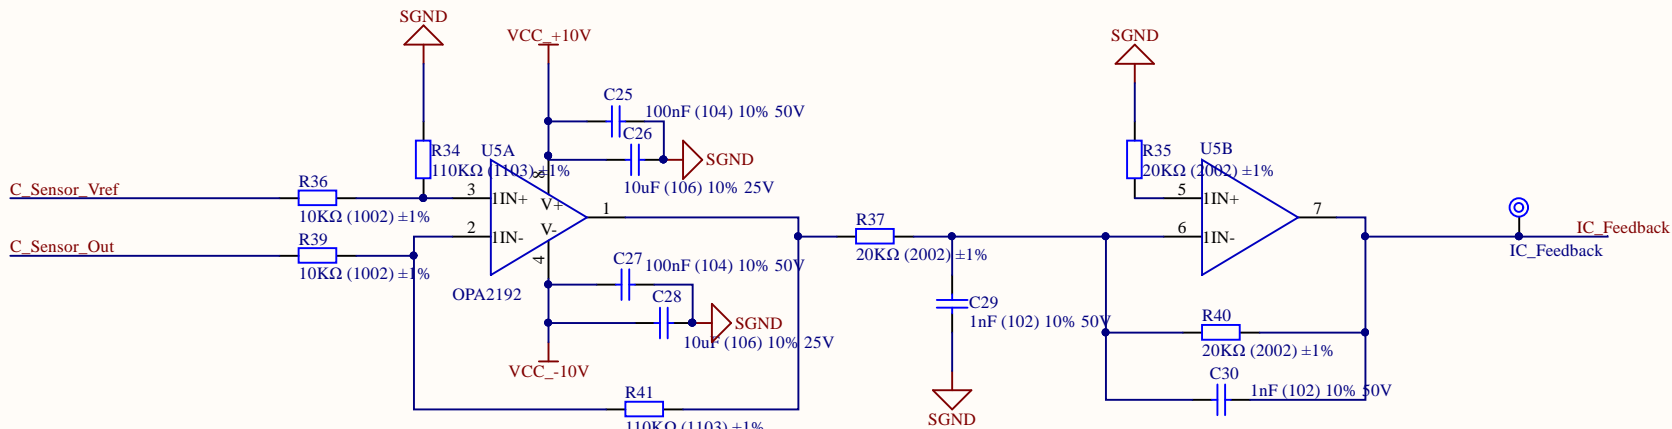 SGND
VCC_+10V
SGND
C25
100nF (104) 10% 50V
C26
SGND
10uF (106) 10% 25V
R34
110KΩ (1103) ±1%
U5A
8
R35
20KΩ (2002) ±1%
U5B
C_Sensor_Vref
R36
10KΩ (1002) ±1%
3
1IN+
V+
1
2
1IN-
V-
4
C_Sensor_Out
R39
10KΩ (1002) ±1%
OPA2192
R37
20KΩ (2002) ±1%
5
1IN+
7
6
1IN-
IC_Feedback
IC_Feedback
C27
100nF (104) 10% 50V
C28
SGND
10uF (106) 10% 25V
VCC_-10V
C29
1nF (102) 10% 50V
SGND
R40
20KΩ (2002) ±1%
C30
1nF (102) 10% 50V
R41
110KΩ (1103) ±1%